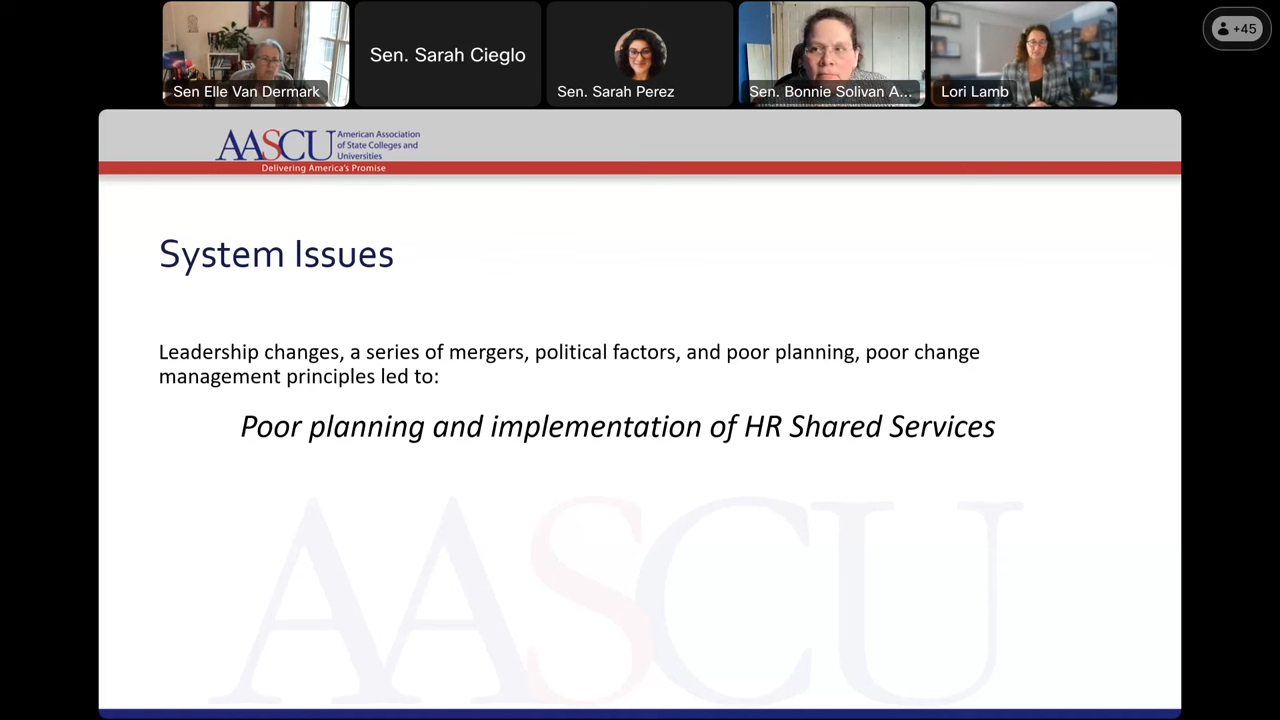 Sen Elle Van Dermark
Sen. Sarah Cieglo
Sen. Sarah Perez
Sen. Bonnie Solivan A...
Lori Lamb
+45
AASCU
American Association
of State Colleges and
Universities
Delivering America's Promise
System Issues
Leadership changes, a series of mergers, political factors, and poor planning, poor change
management principles led to:
Poor planning and implementation of HR Shared Services
AASCU